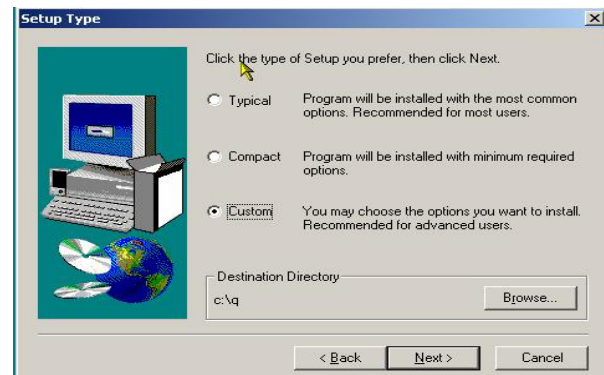 Setup Type
Click the type of Setup you prefer, then click Next.
Typical
Program will be installed with the most common
options. Recommended for most users.
Compact
Program will be installed with minimum required
options.
Custom
You may choose the options you want to install.
Recommended for advanced users.
Destination Directory
c:\q
Browse...
< Back
Next >
Cancel